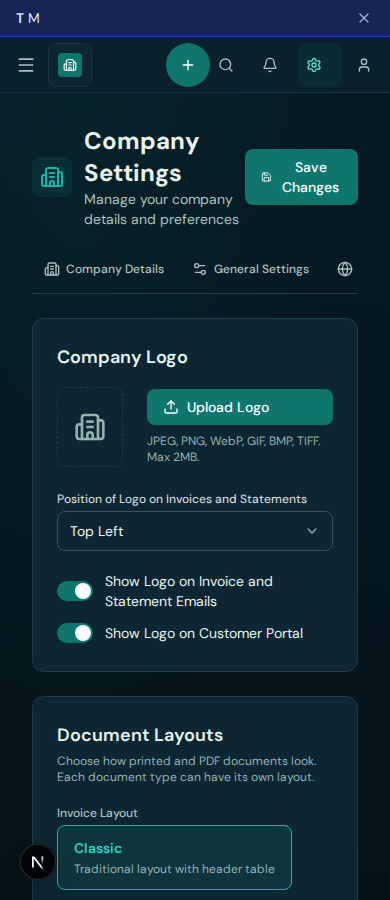 TM
Company
Settings
Manage your company
details and preferences
Save
Changes
Company Details
General Settings
Company Logo
Upload Logo
JPEG, PNG, WebP, GIF, BMP, TIFF.
Max 2MB.
Position of Logo on Invoices and Statements
Top Left
Show Logo on Invoice and
Statement Emails
Show Logo on Customer Portal
Document Layouts
Choose how printed and PDF documents look.
Each document type can have its own layout.
Invoice Layout
Classic
Traditional layout with header table
N